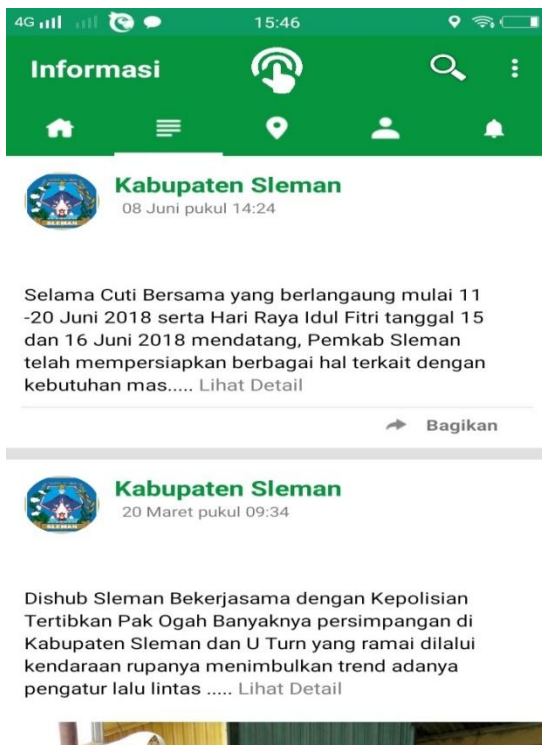 4G 15:46
Informasi
Kabupaten Sleman
08 Juni pukul 14:24
SLEMAN
Selama Cuti Bersama yang berlangaung mulai 11
-20 Juni 2018 serta Hari Raya Idul Fitri tanggal 15
dan 16 Juni 2018 mendatang, Pemkab Sleman
telah mempersiapkan berbagai hal terkait dengan
kebutuhan mas..... Lihat Detail
Bagikan
Kabupaten Sleman
20 Maret pukul 09:34
SLEMAN
Dishub Sleman Bekerjasama dengan Kepolisian
Tertibkan Pak Ogah Banyaknya persimpangan di
Kabupaten Sleman dan U Turn yang ramai dilalui
kendaraan rupanya menimbulkan trend adanya
pengatur lalu lintas ..... Lihat Detail